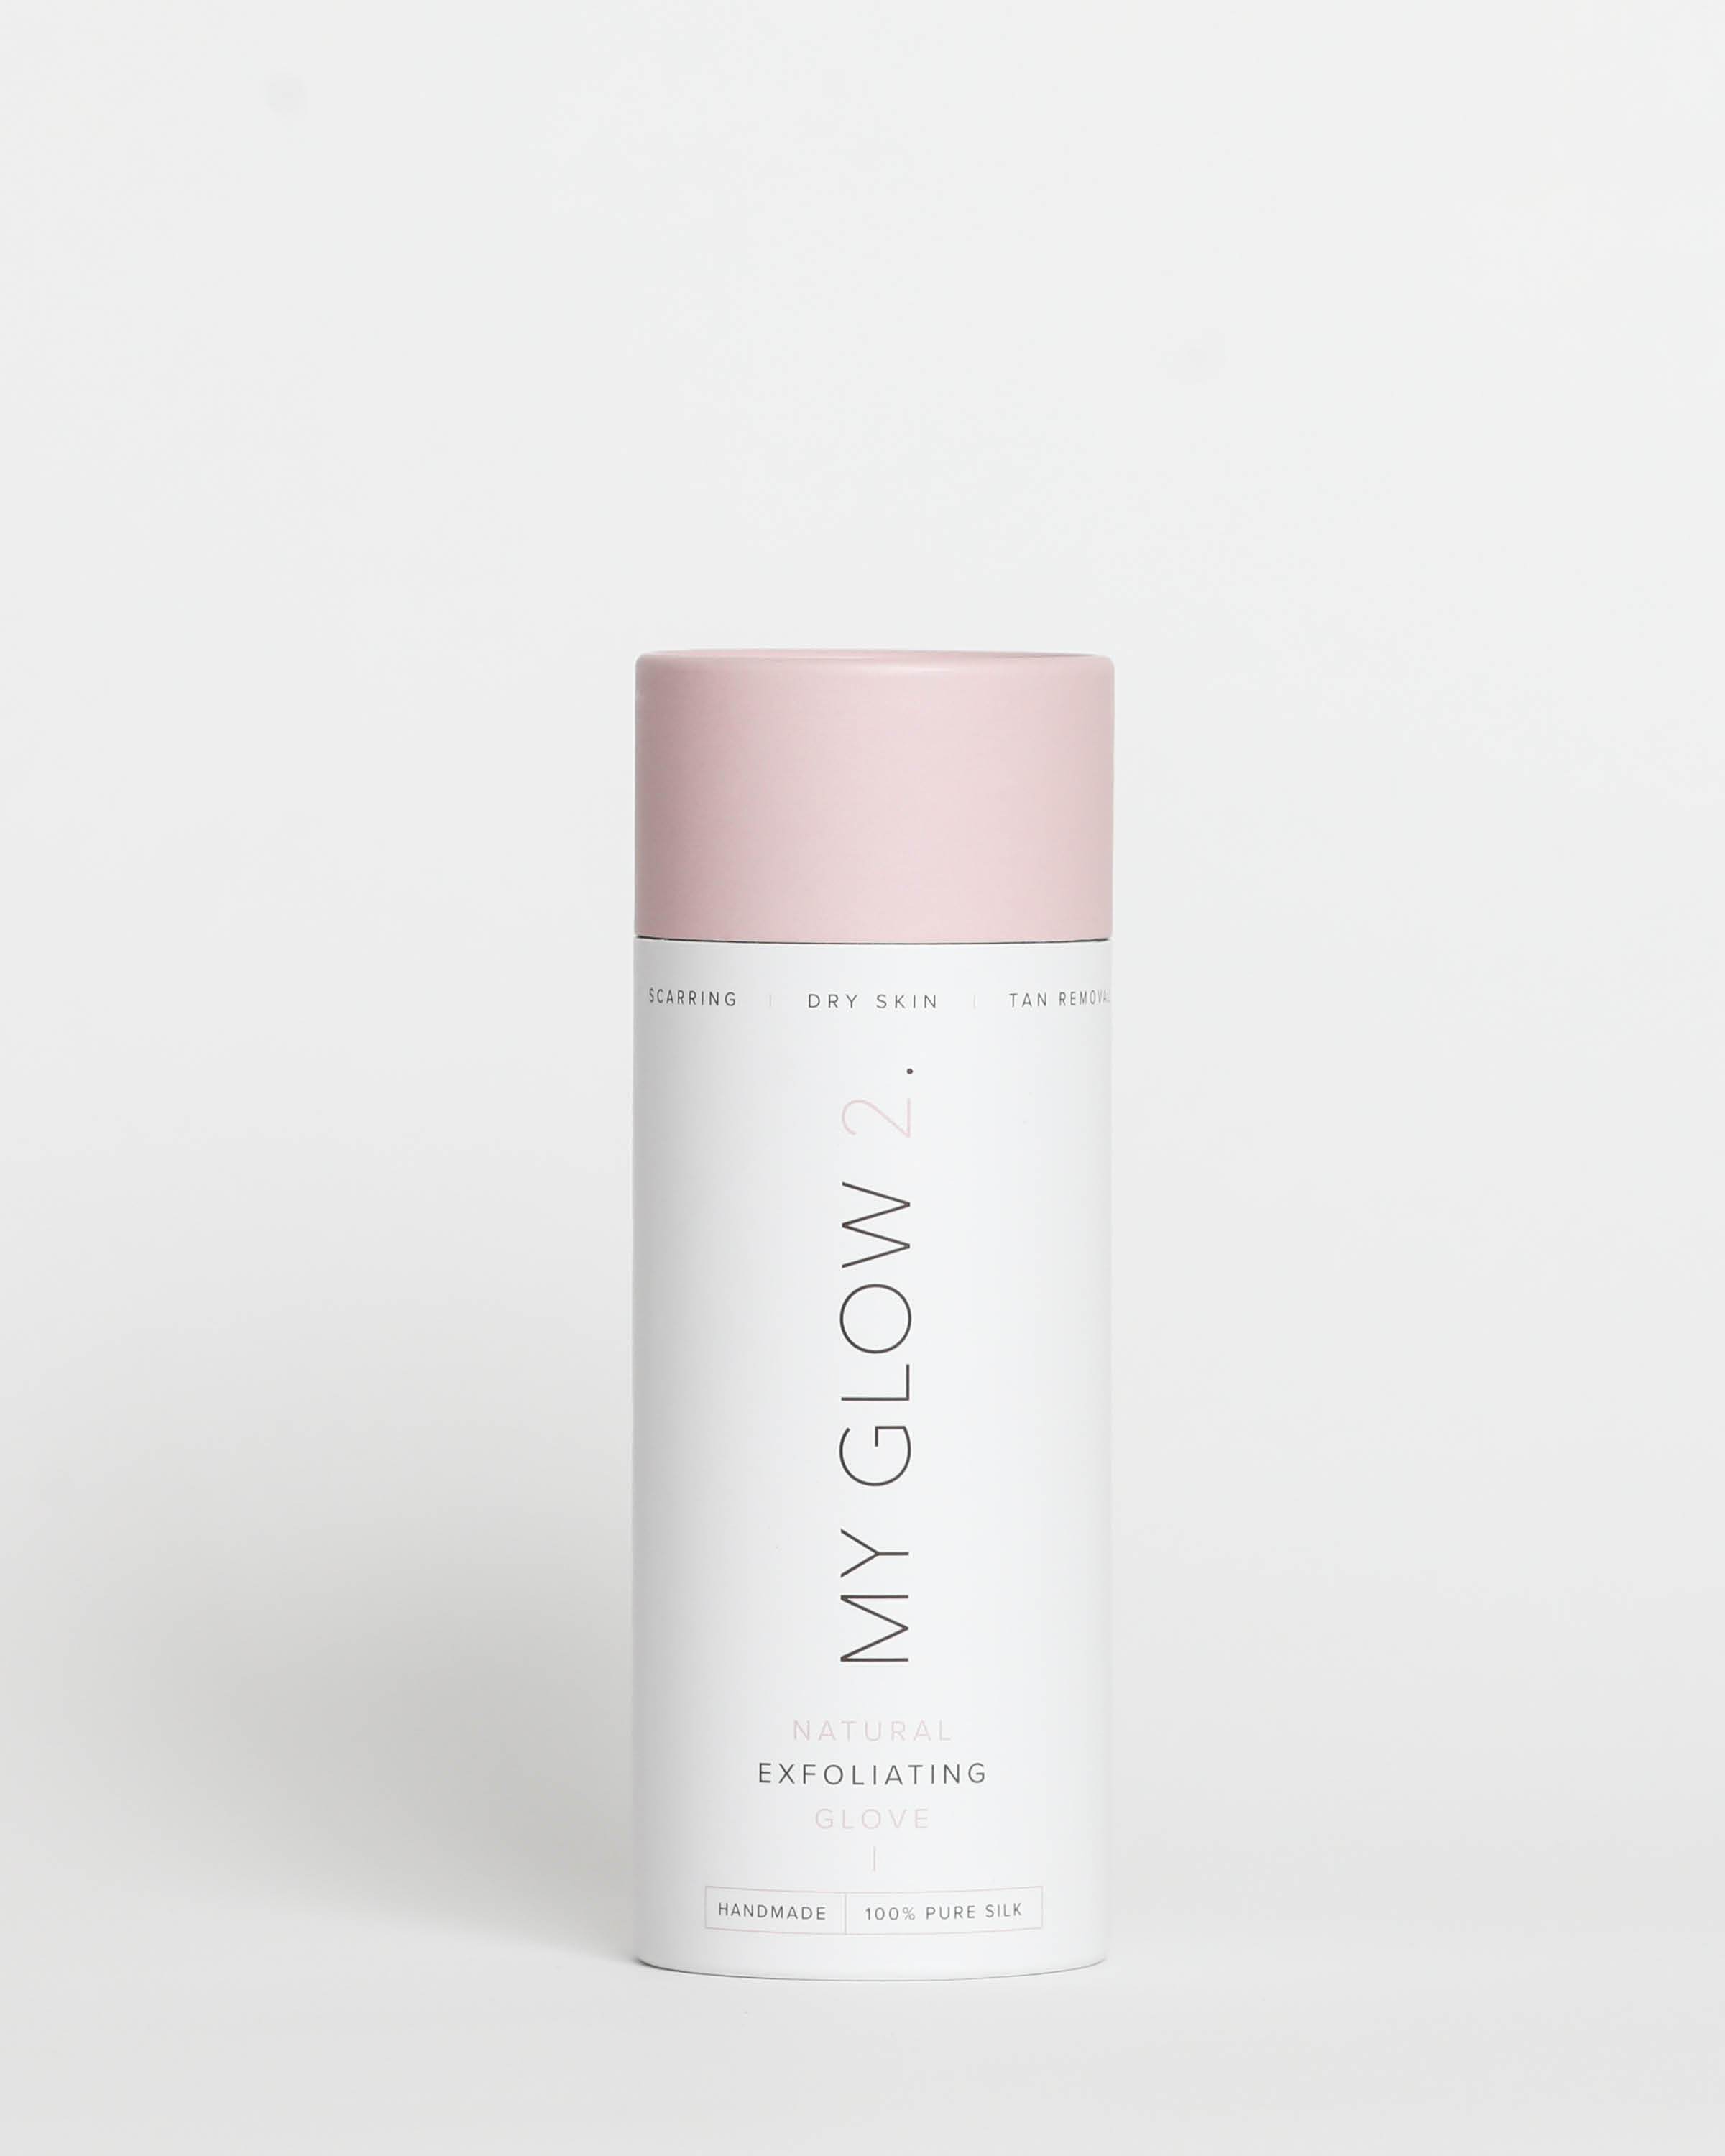 SCARRING | DRY SKIN | TAN REMOVAL
MY GLOW 2.
NATURAL
EXFOLIATING
GLOVE
HANDMADE | 100% PURE SILK